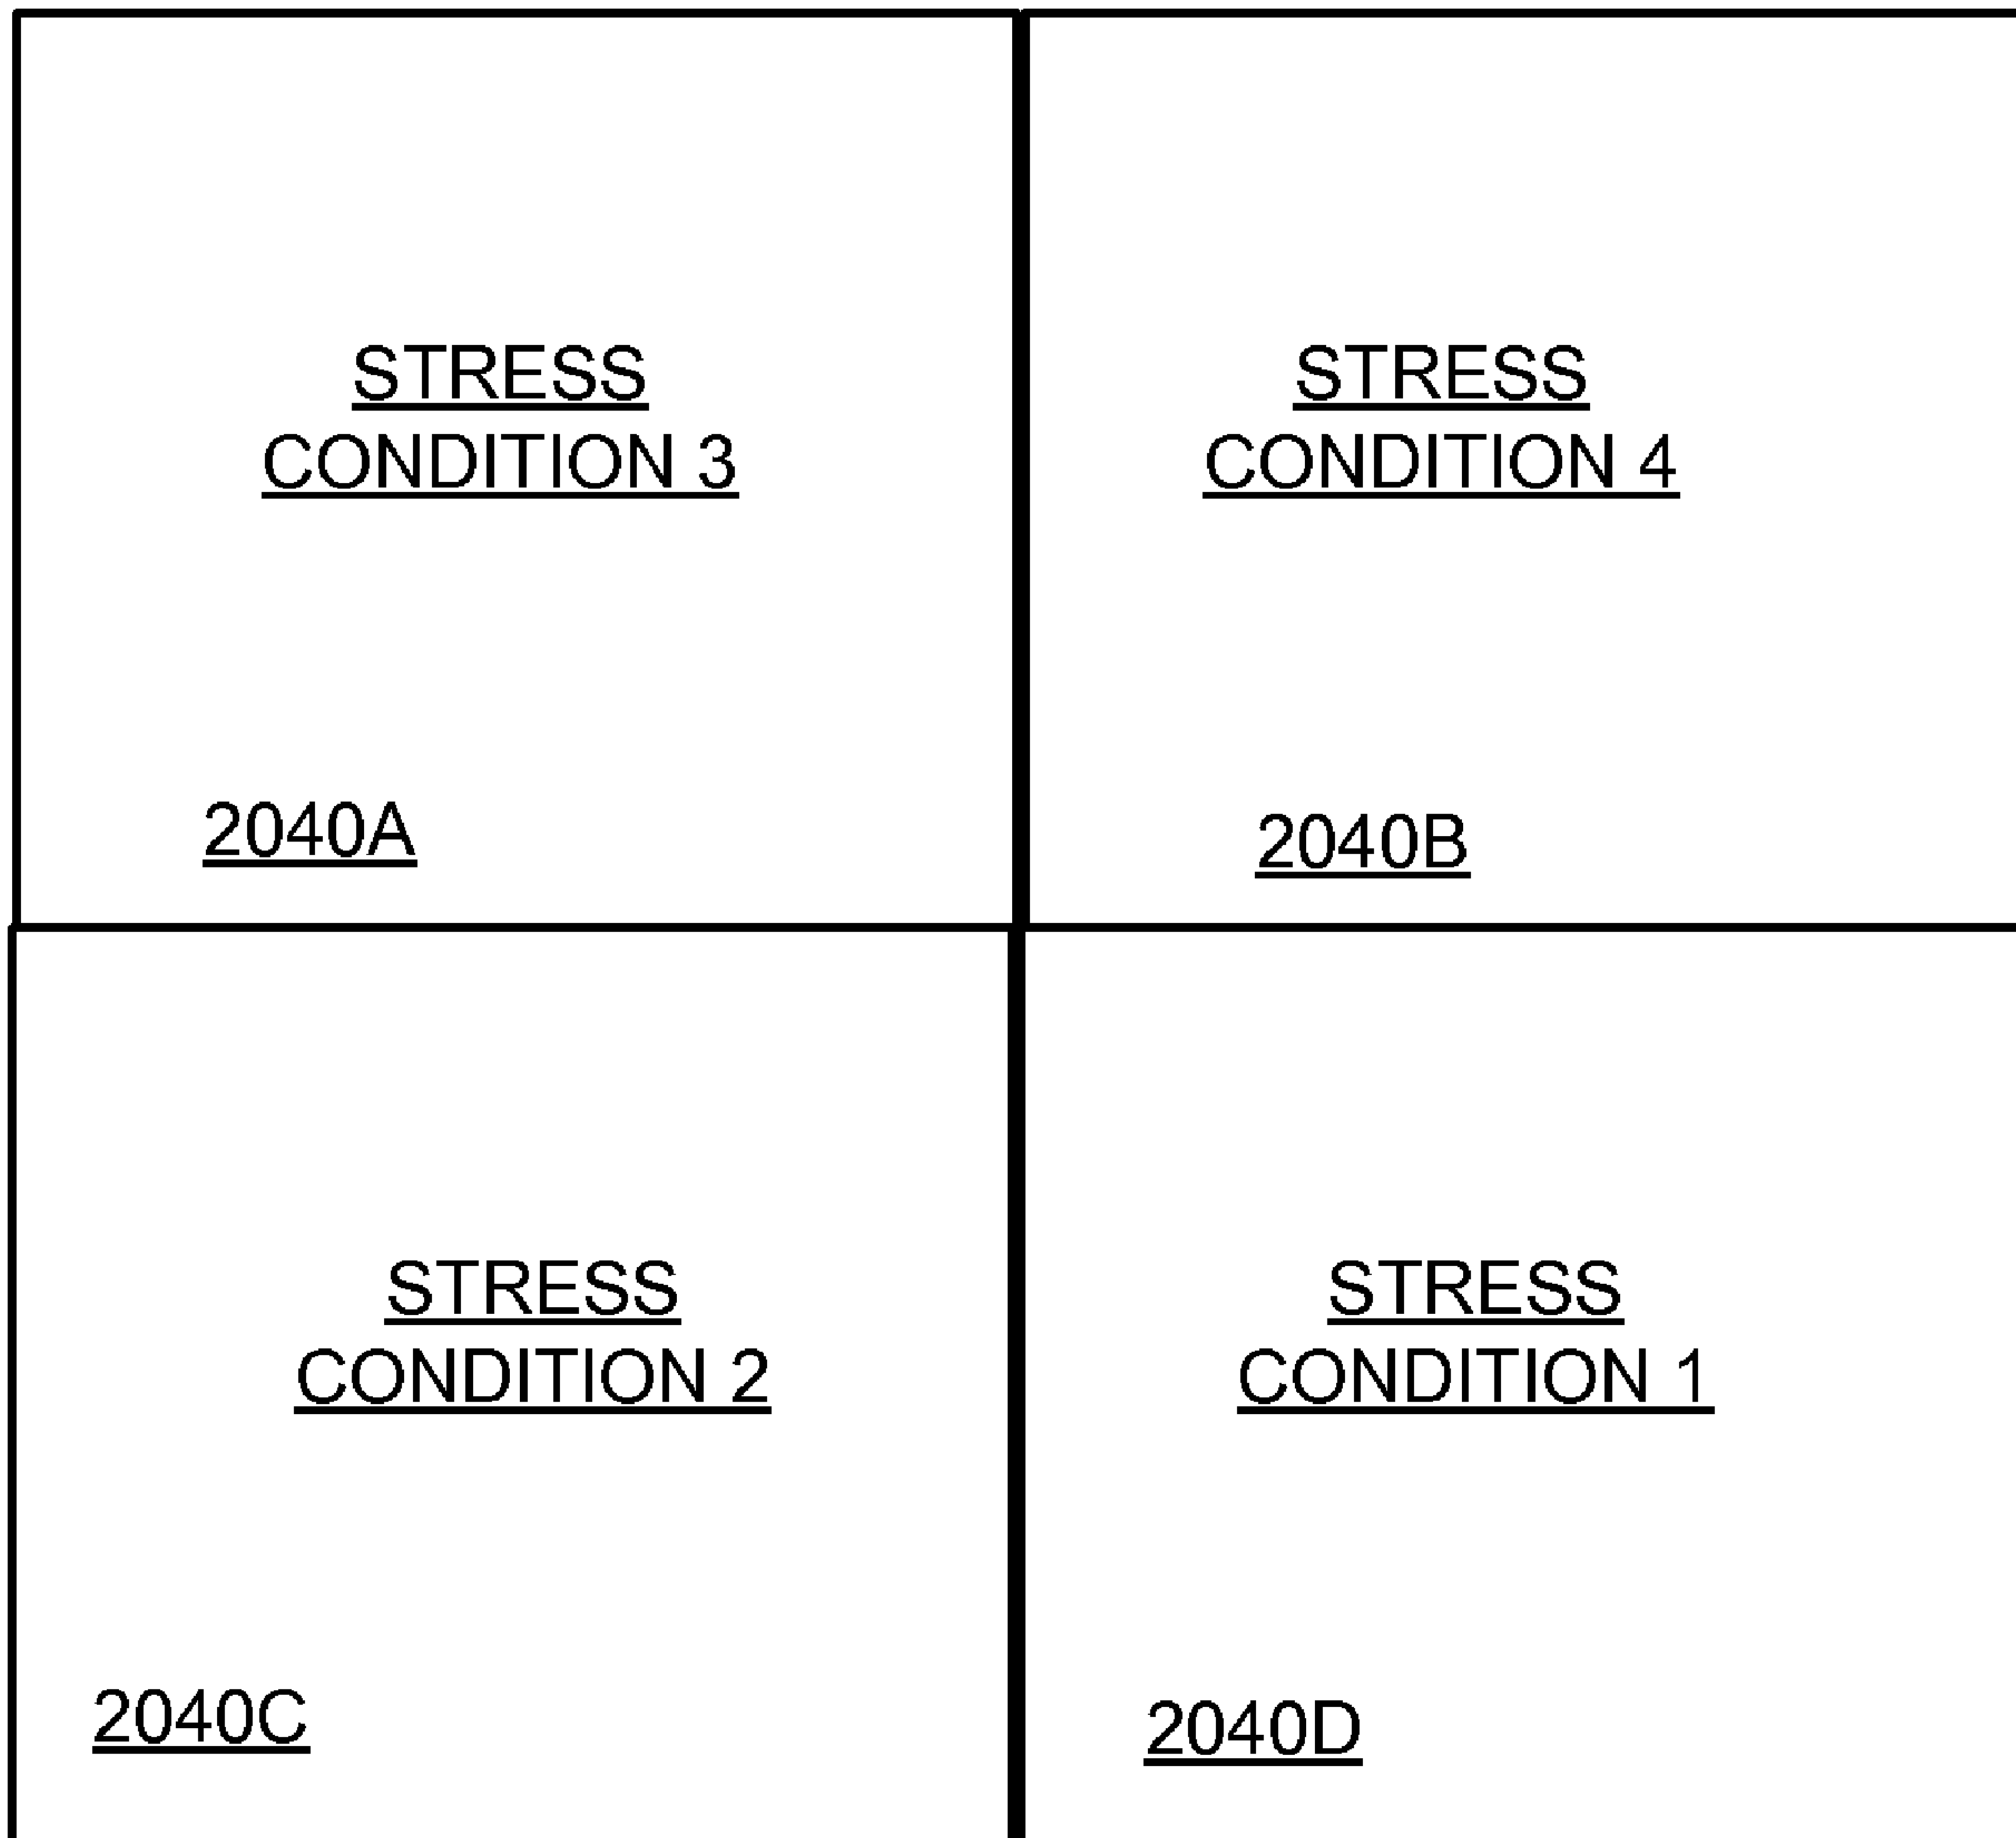 STRESS
CONDITION 3
2040A
STRESS
CONDITION 4
2040B
STRESS
CONDITION 2
2040C
STRESS
CONDITION 1
2040D